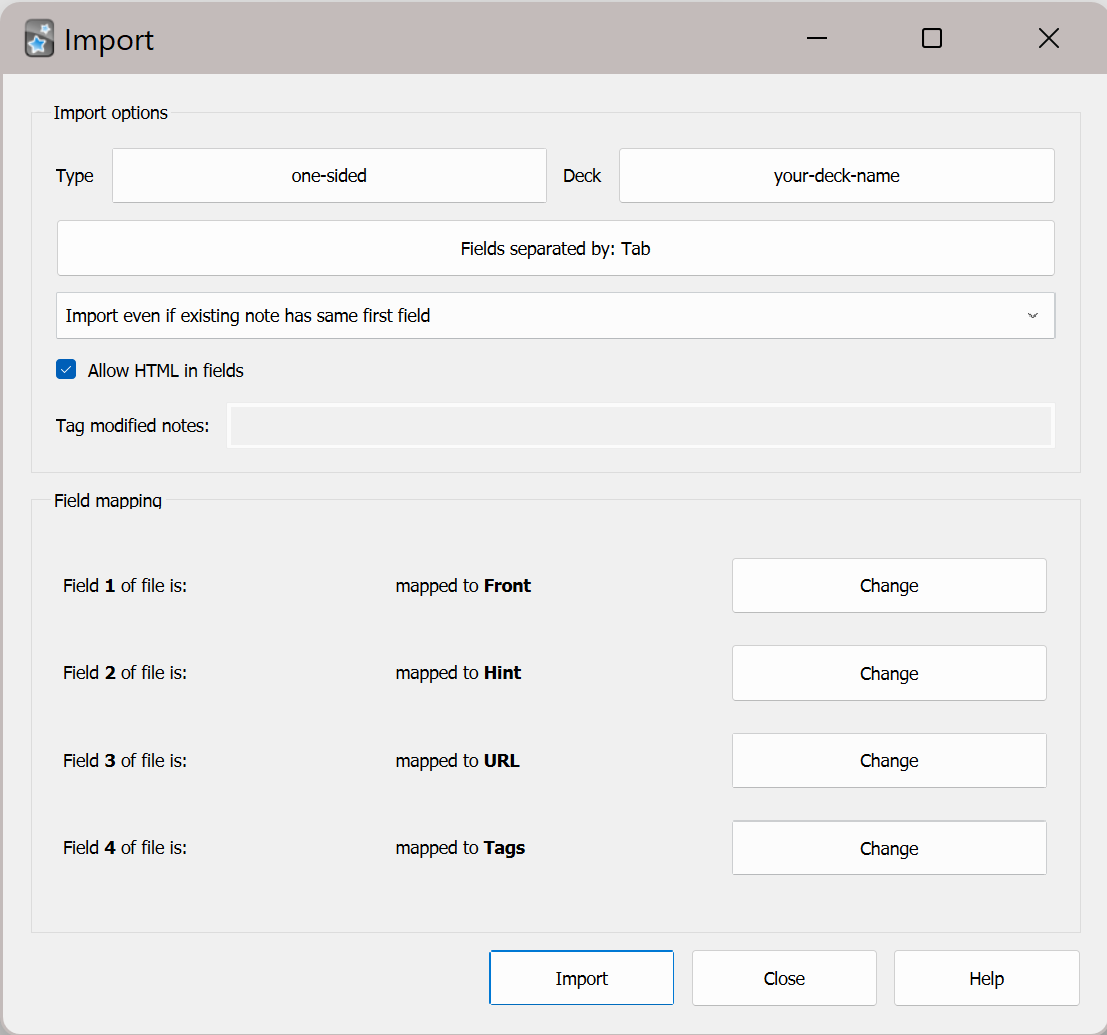 Import
Import options
Type one-sided Deck your-deck-name
Fields separated by: Tab
Import even if existing note has same first field
Allow HTML in fields
Tag modified notes:
Field mapping
Field 1 of file is: mapped to Front Change
Field 2 of file is: mapped to Hint Change
Field 3 of file is: mapped to URL Change
Field 4 of file is: mapped to Tags Change
Import Close Help